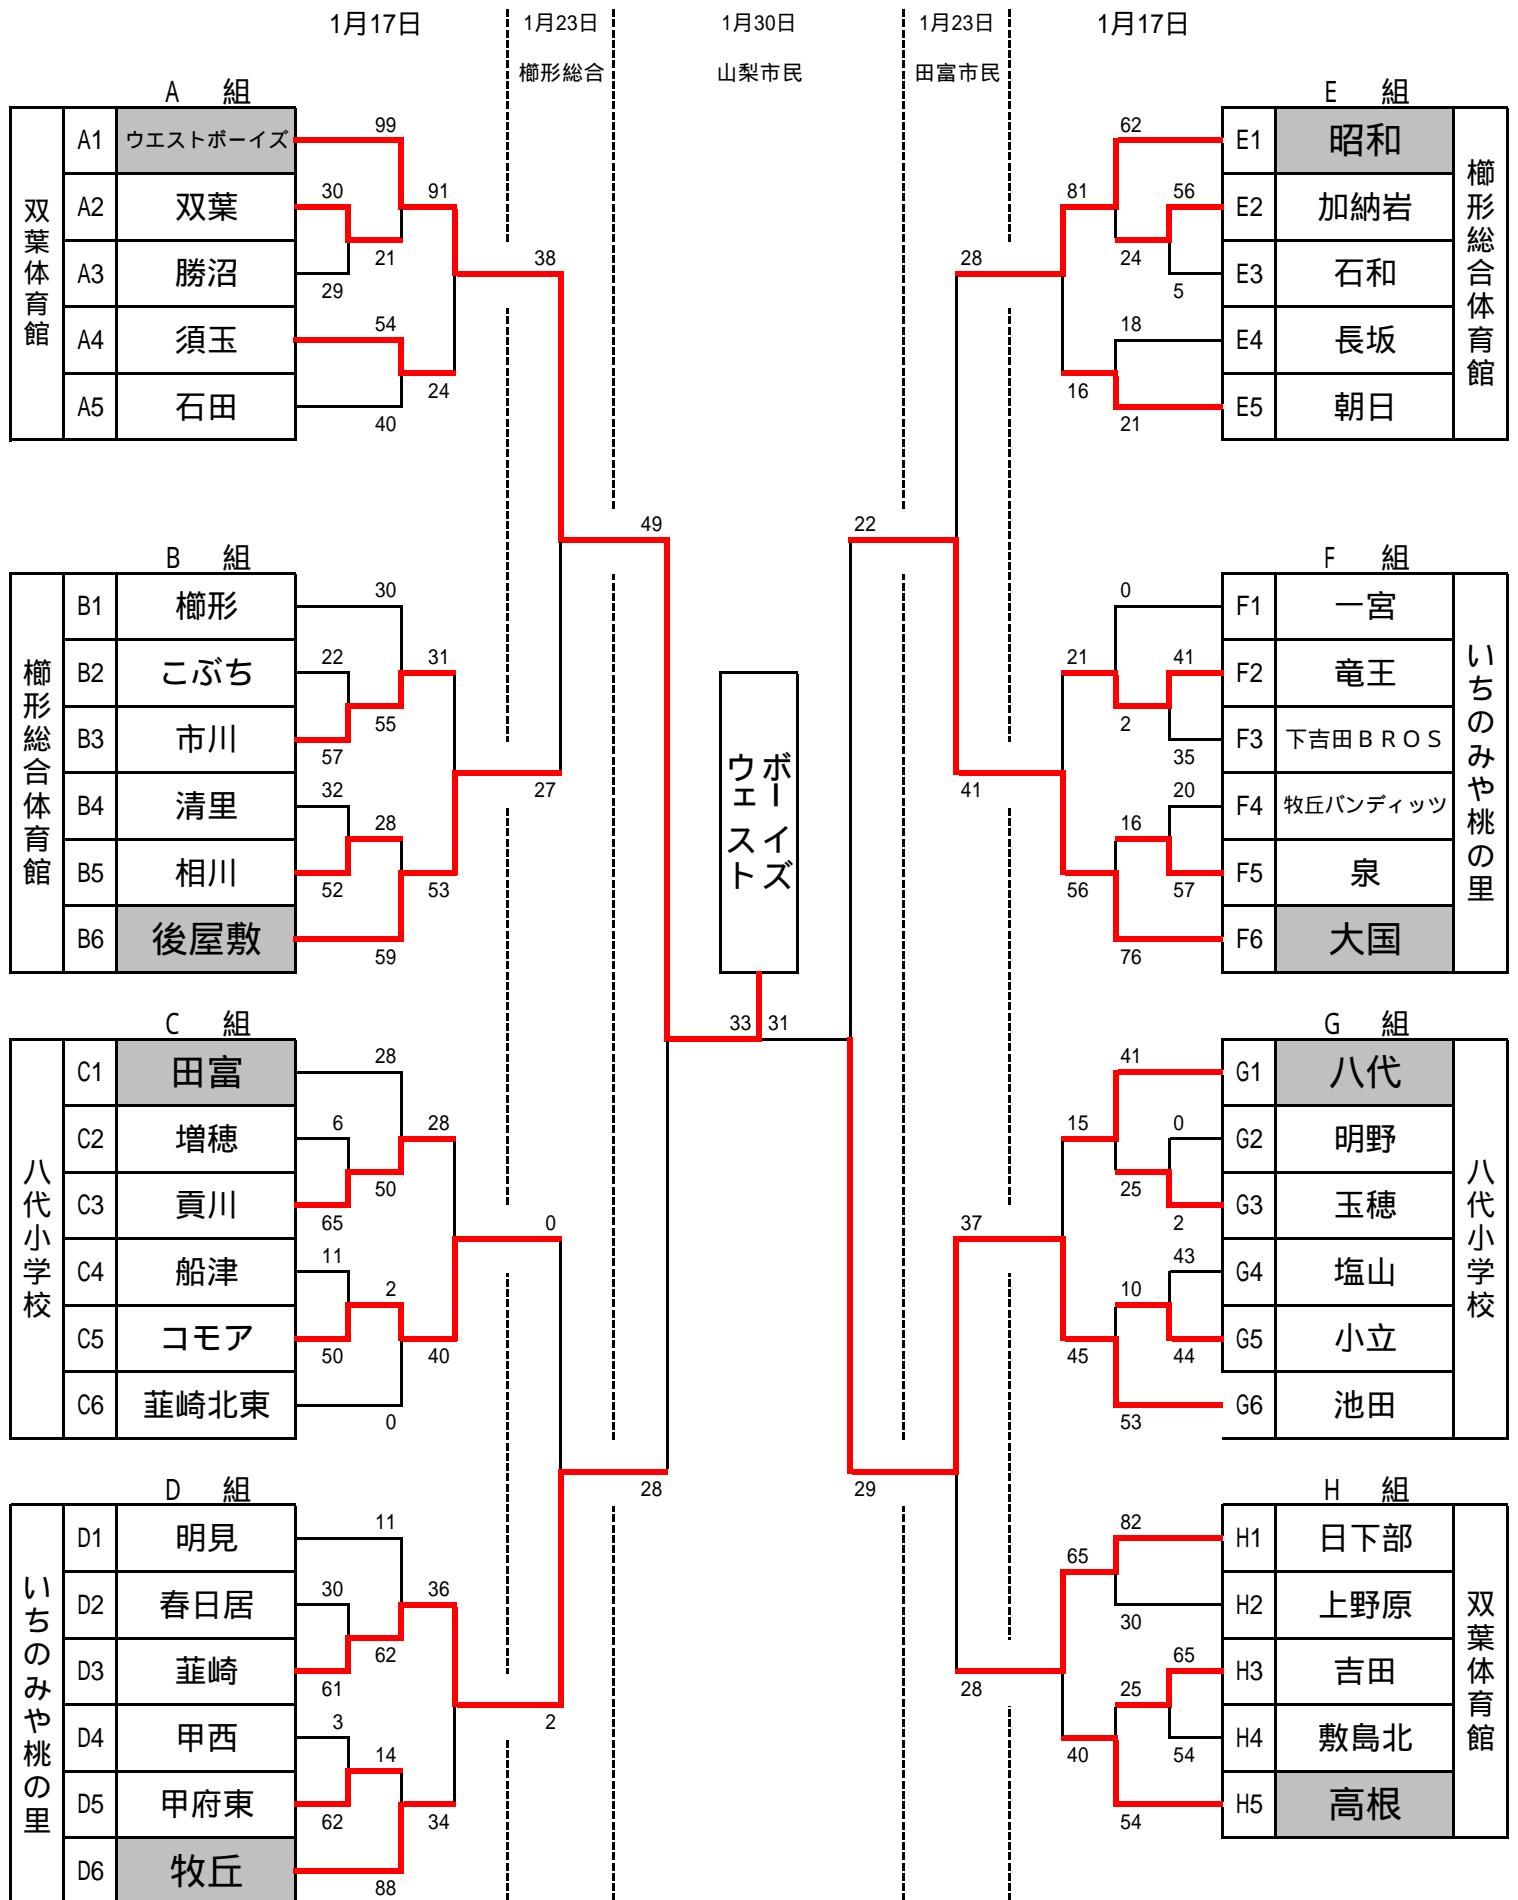 1月17日 1月23日 1月30日 1月23日 1月17日
櫛形総合 山梨市民 田富市民
A 組
双葉体育館
A1 ウエストボーイズ 99
A2 双葉 30 91
A3 勝沼 29 21 38
A4 須玉 54
A5 石田 40 24
B 組
櫛形総合体育館
B1 櫛形 30
B2 こぶち 22 31
B3 市川 57 55
B4 清里 32 28 27
B5 相川 52 53
B6 後屋敷 59
49
C 組
八代小学校
C1 田富 28
C2 増穂 6 28
C3 貢川 65 50 0
C4 船津 11 2
C5 コモア 50 40
C6 韮崎北東 0
28
D 組
いちのみや桃の里
D1 明見 11
D2 春日居 30 36
D3 韮崎 61 62
D4 甲西 3 14 2
D5 甲府東 62 34
D6 牧丘 88
ウェスト
ボーイズ
33 31
E 組
櫛形総合体育館
62 E1 昭和
81 56 E2 加納岩
28 24 5 E3 石和
18 E4 長坂
16 21 E5 朝日
22
F 組
いちのみや桃の里
0 F1 一宮
21 41 F2 竜王
2 35 F3 下吉田BROS
41 16 20 F4 牧丘バンディッツ
56 57 F5 泉
76 F6 大国
G 組
八代小学校
41 G1 八代
15 0 G2 明野
37 25 2 G3 玉穂
10 43 G4 塩山
45 44 G5 小立
53 G6 池田
29
H 組
双葉体育館
82 H1 日下部
65 30 H2 上野原
28 25 65 H3 吉田
40 54 H4 敷島北
54 H5 高根